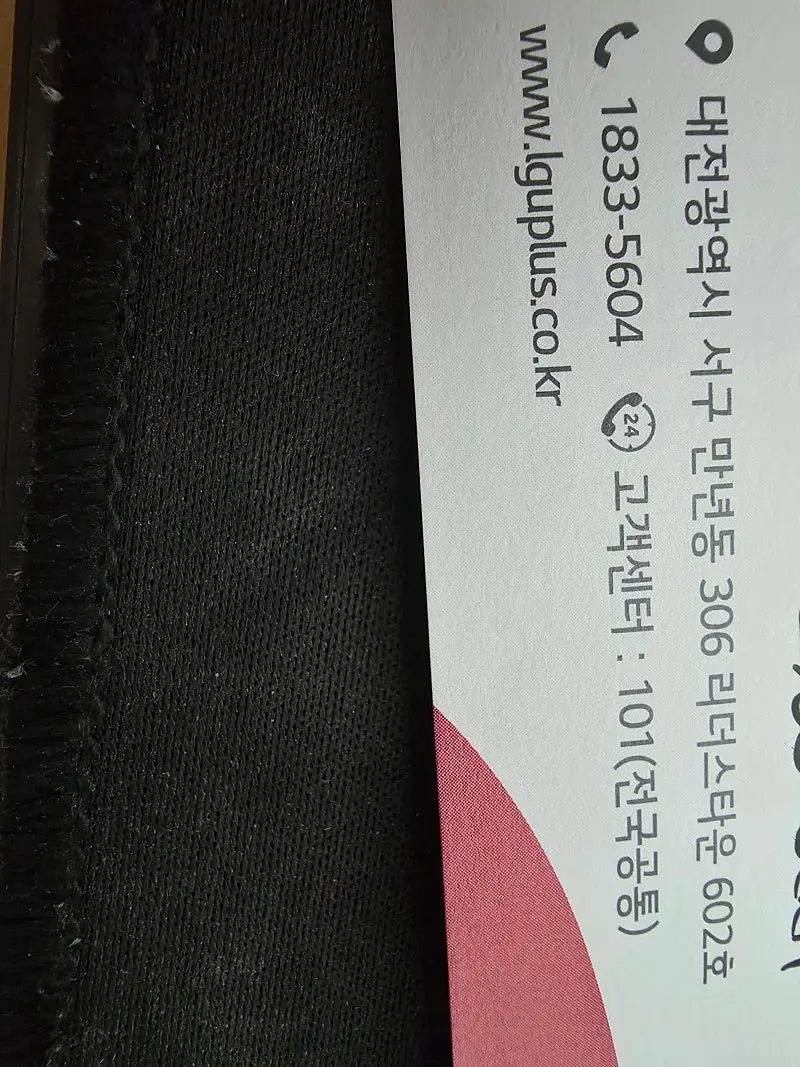 대전광역시 서구 만년동 306 리더스타운 602호
1833-5604 24 고객센터 : 101(전국공통)
www.lguplus.co.kr